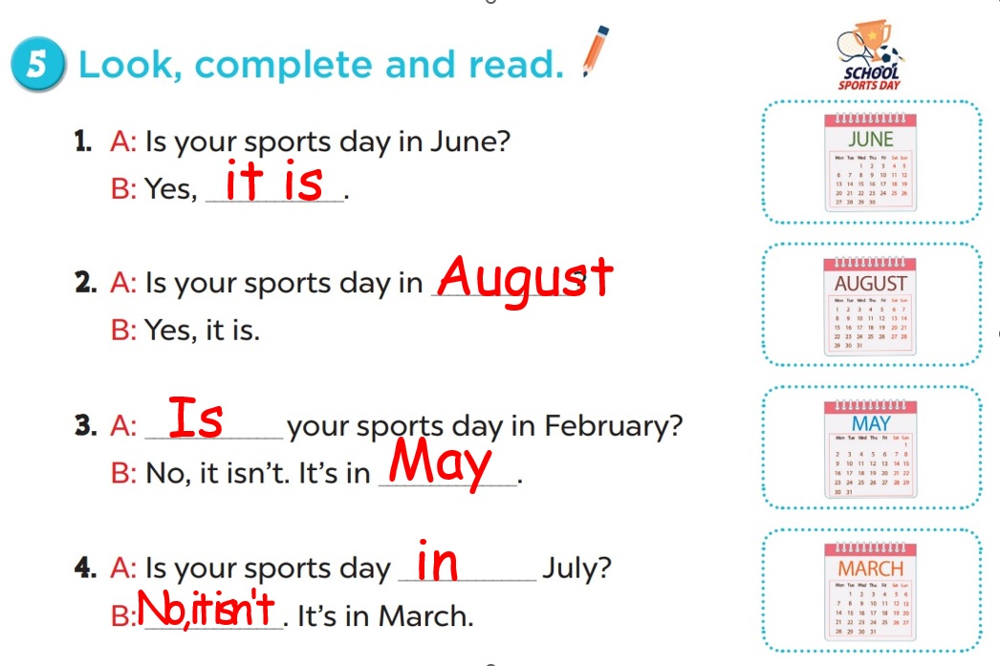 5 Look, complete and read.
SCHOOL
SPORTS DAY
1. A: Is your sports day in June?
B: Yes, it is.
JUNE
Mon Tue Wed Thu Fri Sat Sun
1 2 3 4 5
6 7 8 9 10 11 12
13 14 15 16 17 18 19
20 21 22 23 24 25 26
27 28 29 30
2. A: Is your sports day in August?
B: Yes, it is.
AUGUST
Mon Tue Wed Thu Fri Sat Sun
1 2 3 4 5 6 7
8 9 10 11 12 13 14
15 16 17 18 19 20 21
22 23 24 25 26 27 28
29 30 31
3. A: Is your sports day in February?
B: No, it isn't. It's in May.
MAY
Mon Tue Wed Thu Fri Sat Sun
1
2 3 4 5 6 7 8
9 10 11 12 13 14 15
16 17 18 19 20 21 22
23 24 25 26 27 28 29
30 31
4. A: Is your sports day in July?
B: No, it isn't. It's in March.
MARCH
Mon Tue Wed Thu Fri Sat Sun
1 2 3 4 5 6
7 8 9 10 11 12 13
14 15 16 17 18 19 20
21 22 23 24 25 26 27
28 29 30 31